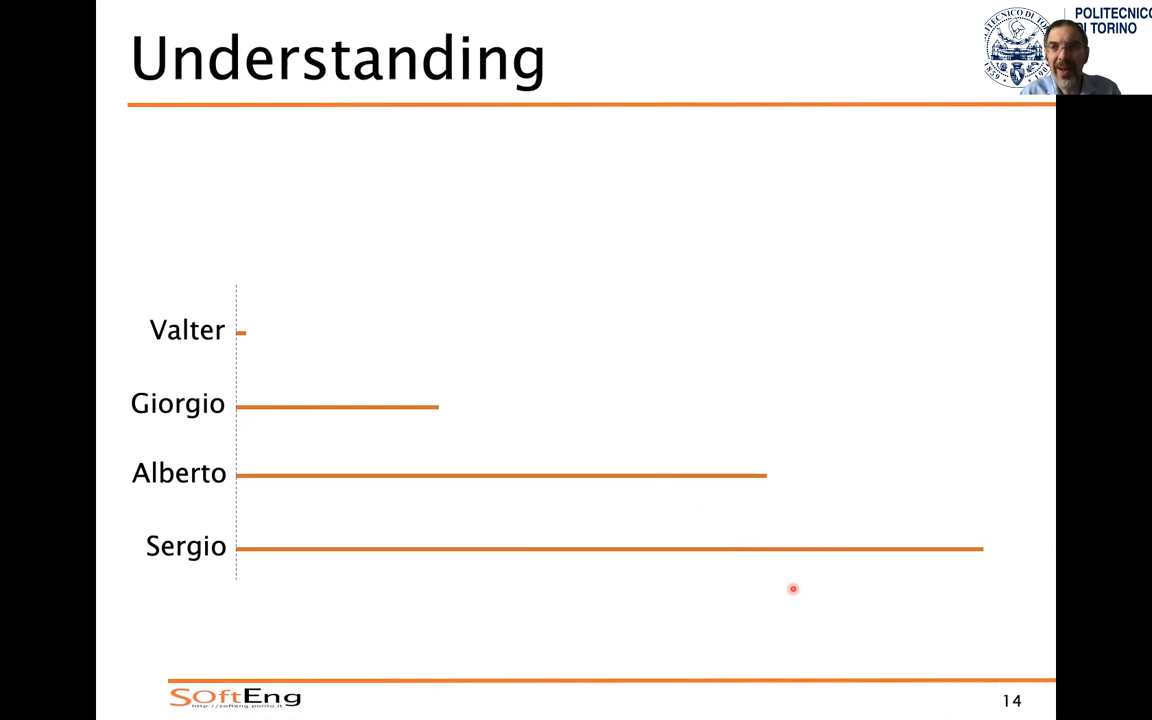 Understanding
POLITECNICO
DI TORINO
Valter
Giorgio
Alberto
Sergio
SOftEng
http://softeng.polito.it
14